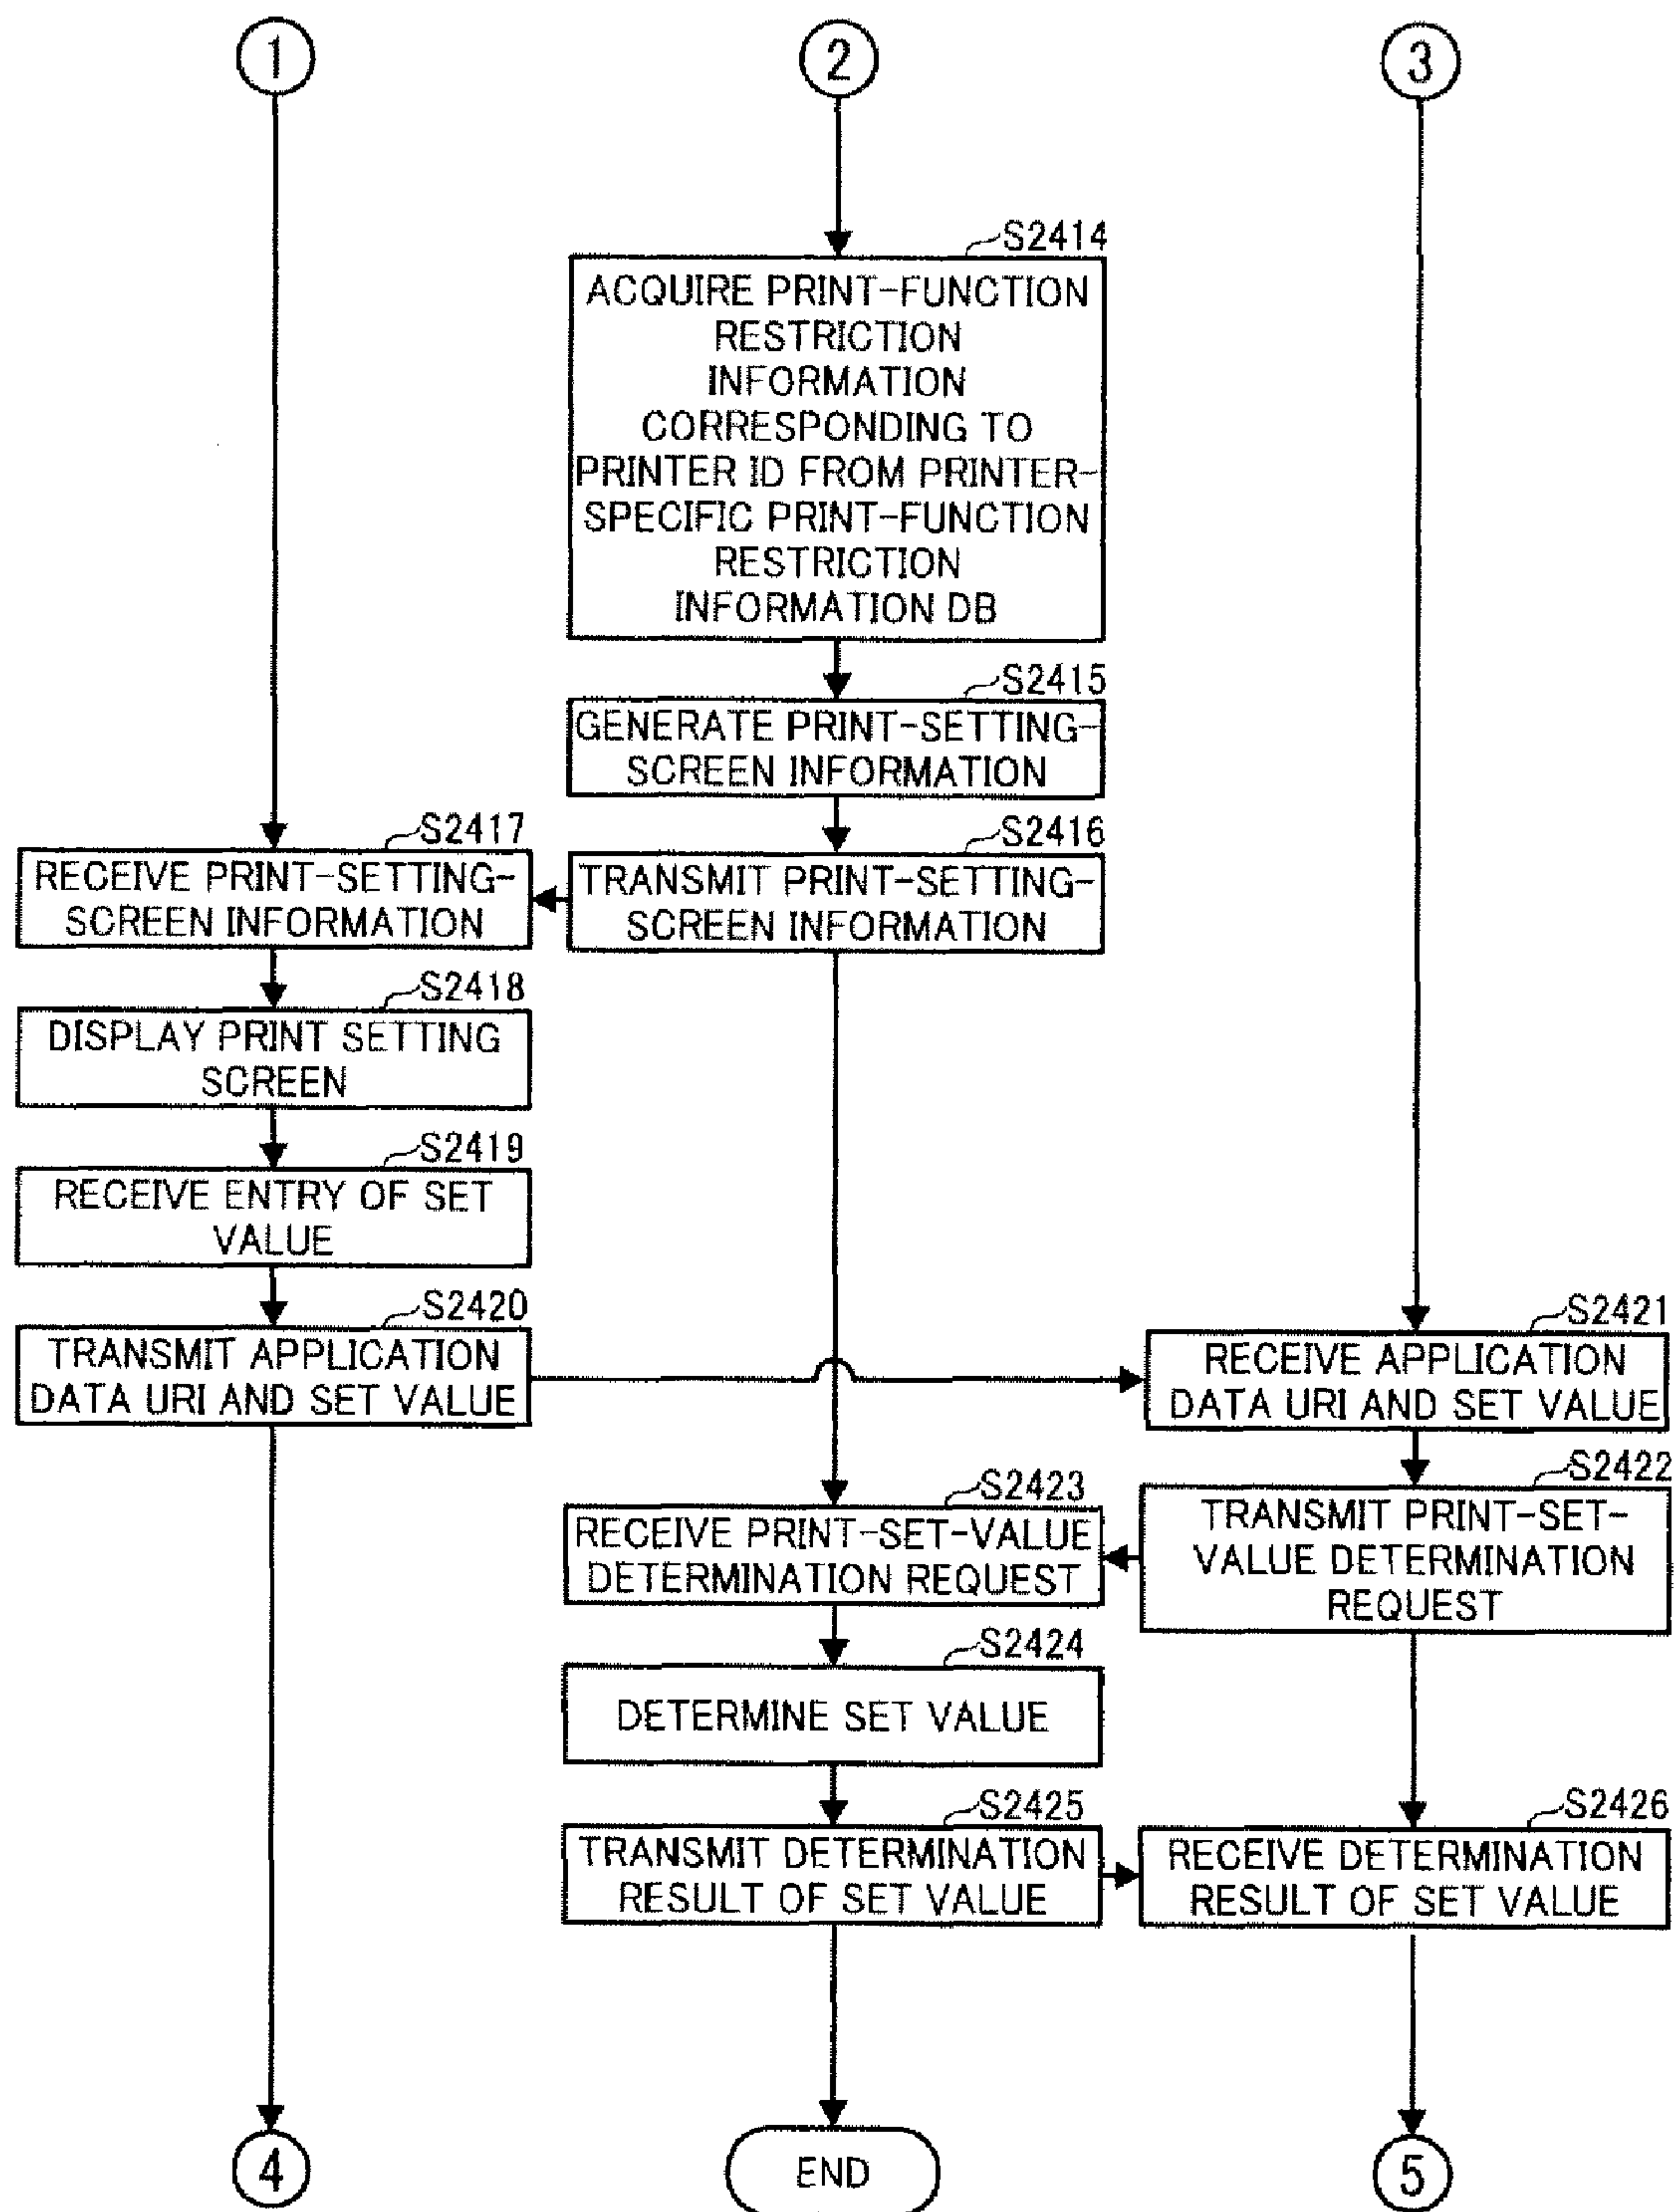 1
2
3
S2414
ACQUIRE PRINT-FUNCTION
RESTRICTION
INFORMATION
CORRESPONDING TO
PRINTER ID FROM PRINTER-
SPECIFIC PRINT-FUNCTION
RESTRICTION
INFORMATION DB
S2415
GENERATE PRINT-SETTING-
SCREEN INFORMATION
S2417
RECEIVE PRINT-SETTING-
SCREEN INFORMATION
S2416
TRANSMIT PRINT-SETTING-
SCREEN INFORMATION
S2418
DISPLAY PRINT SETTING
SCREEN
S2419
RECEIVE ENTRY OF SET
VALUE
S2420
TRANSMIT APPLICATION
DATA URI AND SET VALUE
S2421
RECEIVE APPLICATION
DATA URI AND SET VALUE
S2422
TRANSMIT PRINT-SET-
VALUE DETERMINATION
REQUEST
S2423
RECEIVE PRINT-SET-VALUE
DETERMINATION REQUEST
S2424
DETERMINE SET VALUE
S2425
TRANSMIT DETERMINATION
RESULT OF SET VALUE
S2426
RECEIVE DETERMINATION
RESULT OF SET VALUE
4
END
5